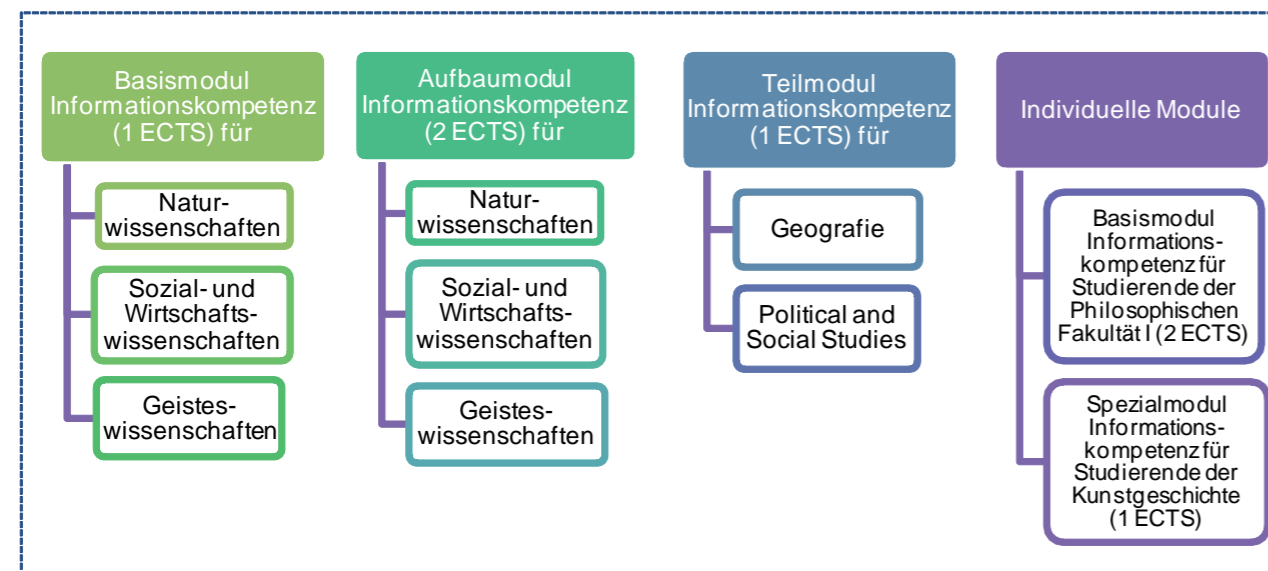 Basismodul
Informationskompetenz
(1 ECTS) für
Natur-
wissenschaften
Sozial- und
Wirtschafts-
wissenschaften
Geistes-
wissenschaften
Aufbaumodul
Informationskompetenz
(2 ECTS) für
Natur-
wissenschaften
Sozial- und
Wirtschafts-
wissenschaften
Geistes-
wissenschaften
Teilmodul
Informationskompetenz
(1 ECTS) für
Geografie
Political and
Social Studies
Individuelle Module
Basismodul
Informations-
kompetenz für
Studierende der
Philosophischen
Fakultät I (2 ECTS)
Spezialmodul
Informations-
kompetenz für
Studierende der
Kunstgeschichte
(1 ECTS)